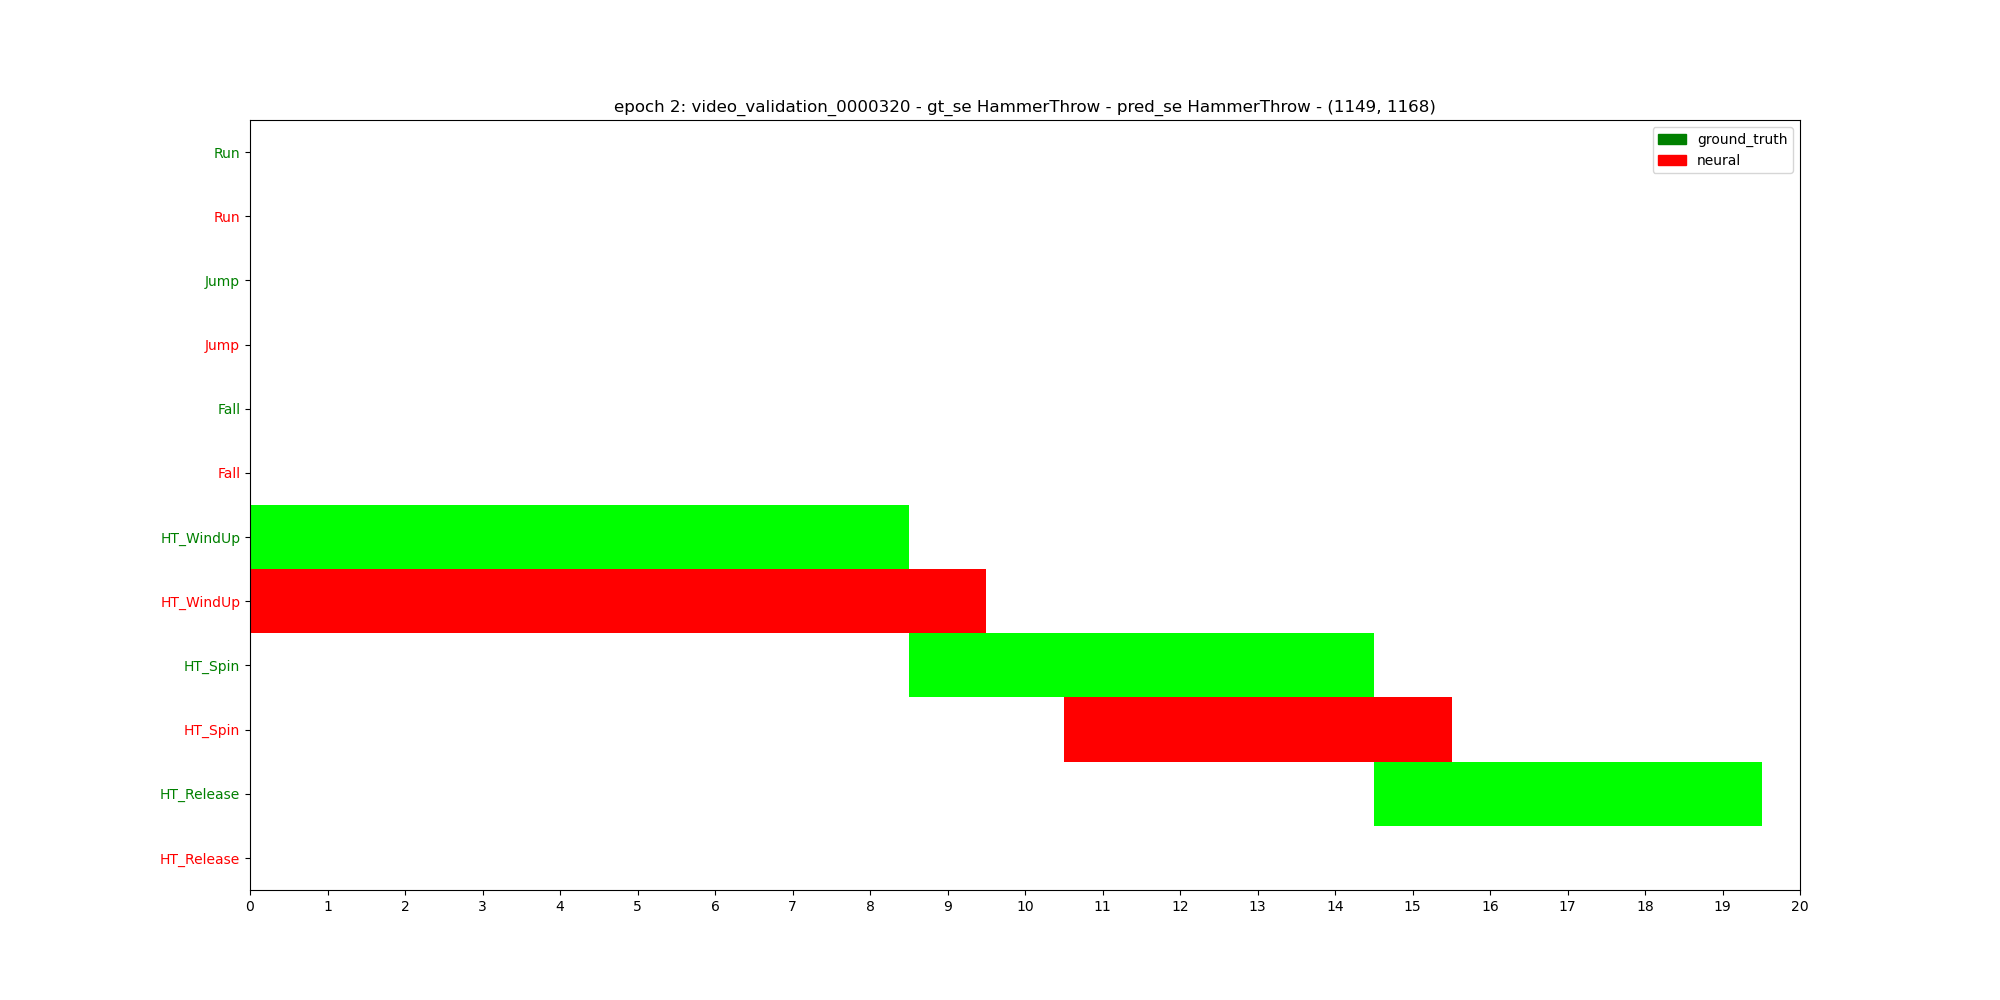 epoch 2: video_validation_0000320 - gt_se HammerThrow - pred_se HammerThrow - (1149, 1168)
ground_truth
neural
Run
Run
Jump
Jump
Fall
Fall
HT_WindUp
HT_WindUp
HT_Spin
HT_Spin
HT_Release
HT_Release
0 1 2 3 4 5 6 7 8 9 10 11 12 13 14 15 16 17 18 19 20